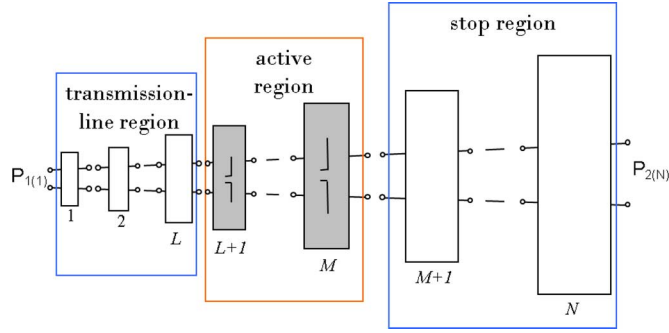 stop region
active
region
transmission-
line region
P1(1)
P2(N)
1
2
L
L+1
M
M+1
N